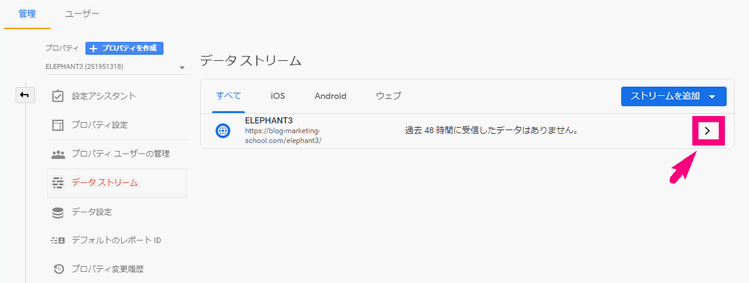 管理 ユーザー
プロパティ + プロパティを作成
ELEPHANT3 (251951318)
設定アシスタント
プロパティ設定
プロパティ ユーザーの管理
データ ストリーム
データ設定
デフォルトのレポート ID
プロパティ変更履歴
データ ストリーム
すべて iOS Android ウェブ ストリームを追加
ELEPHANT3
https://blog-marketing-
school.com/elephant3/
過去 48 時間に受信したデータはありません。